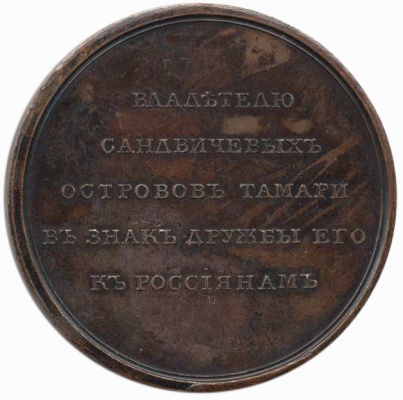 ВЛАДѢТЕЛЮ
САНДВИЧЕВЫХЪ
ОСТРОВОВЪ ТАМАРИ
ВЪ ЗНАКЪ ДРУЖБЫ ЕГО
КЪ РОССІЯНАМЪ